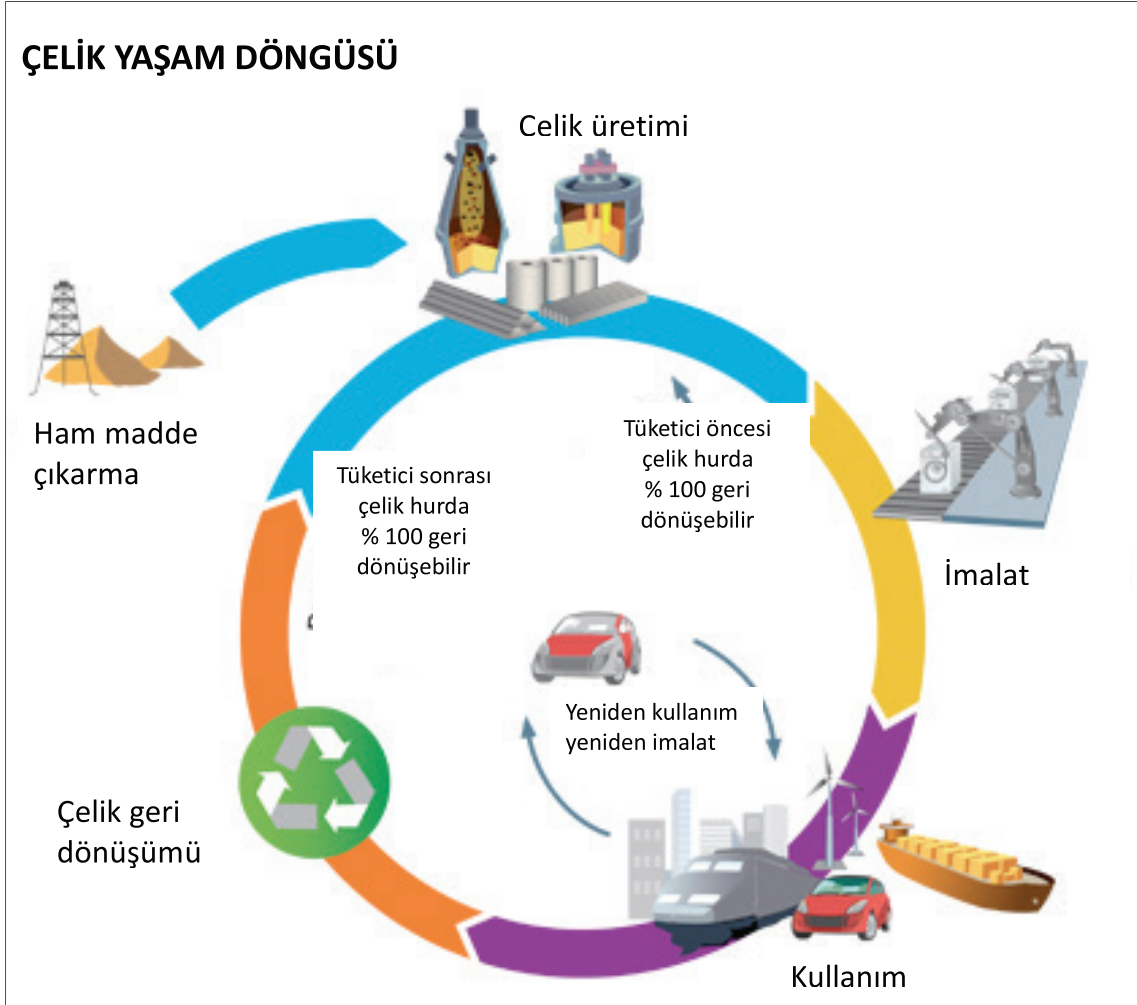 ÇELİK YAŞAM DÖNGÜSÜ
Celik üretimi
Ham madde
çıkarma
Tüketici öncesi
çelik hurda
% 100 geri
dönüşebilir
Tüketici sonrası
çelik hurda
% 100 geri
dönüşebilir
İmalat
Yeniden kullanım
yeniden imalat
Çelik geri
dönüşümü
Kullanım